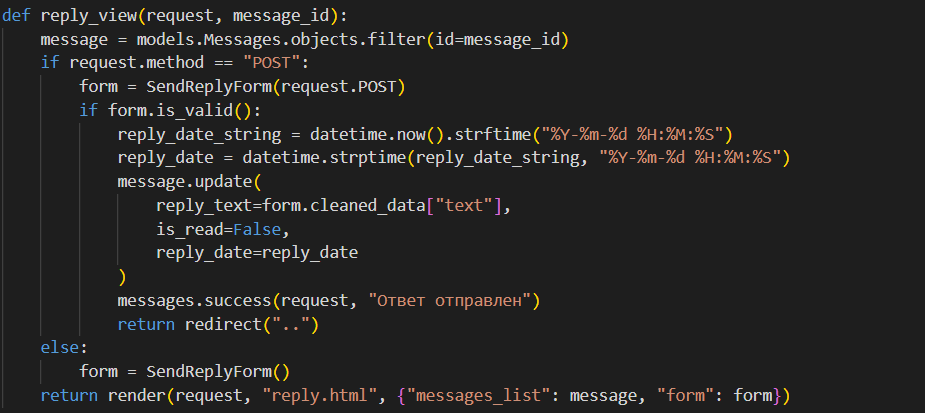 def reply_view(request, message_id):
    message = models.Messages.objects.filter(id=message_id)
    if request.method == "POST":
        form = SendReplyForm(request.POST)
        if form.is_valid():
            reply_date_string = datetime.now().strftime("%Y-%m-%d %H:%M:%S")
            reply_date = datetime.strptime(reply_date_string, "%Y-%m-%d %H:%M:%S")
            message.update(
                reply_text=form.cleaned_data["text"],
                is_read=False,
                reply_date=reply_date
            )
            messages.success(request, "Ответ отправлен")
            return redirect("..")
    else:
        form = SendReplyForm()
    return render(request, "reply.html", {"messages_list": message, "form": form})